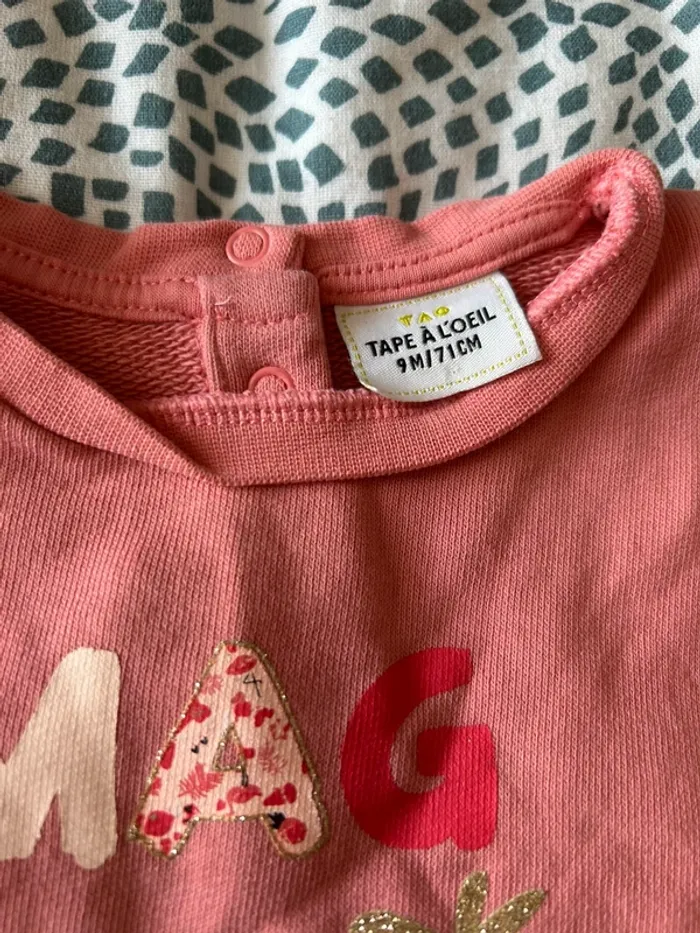 TAO
TAPE À L'OEIL
9M/71CM
MAG